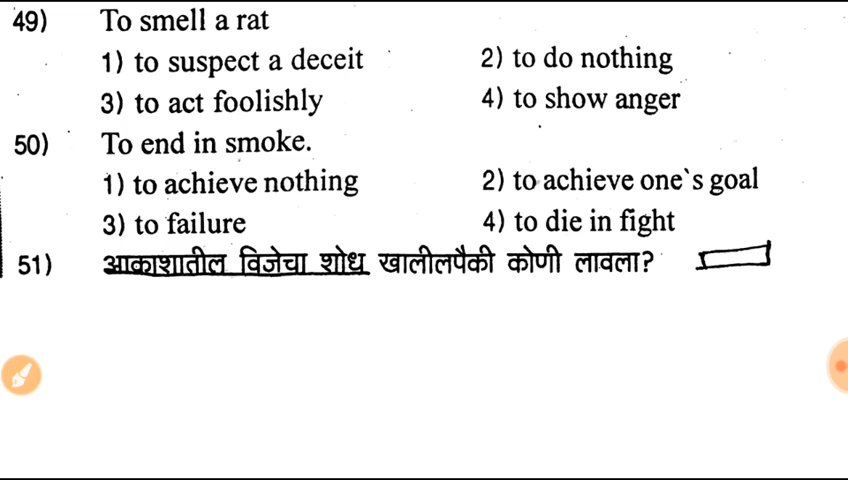 49) To smell a rat
1) to suspect a deceit 2) to do nothing
3) to act foolishly 4) to show anger
50) To end in smoke.
1) to achieve nothing 2) to achieve one`s goal
3) to failure 4) to die in fight
51) आकाशातील विजेचा शोध खालीलपैकी कोणी लावला?